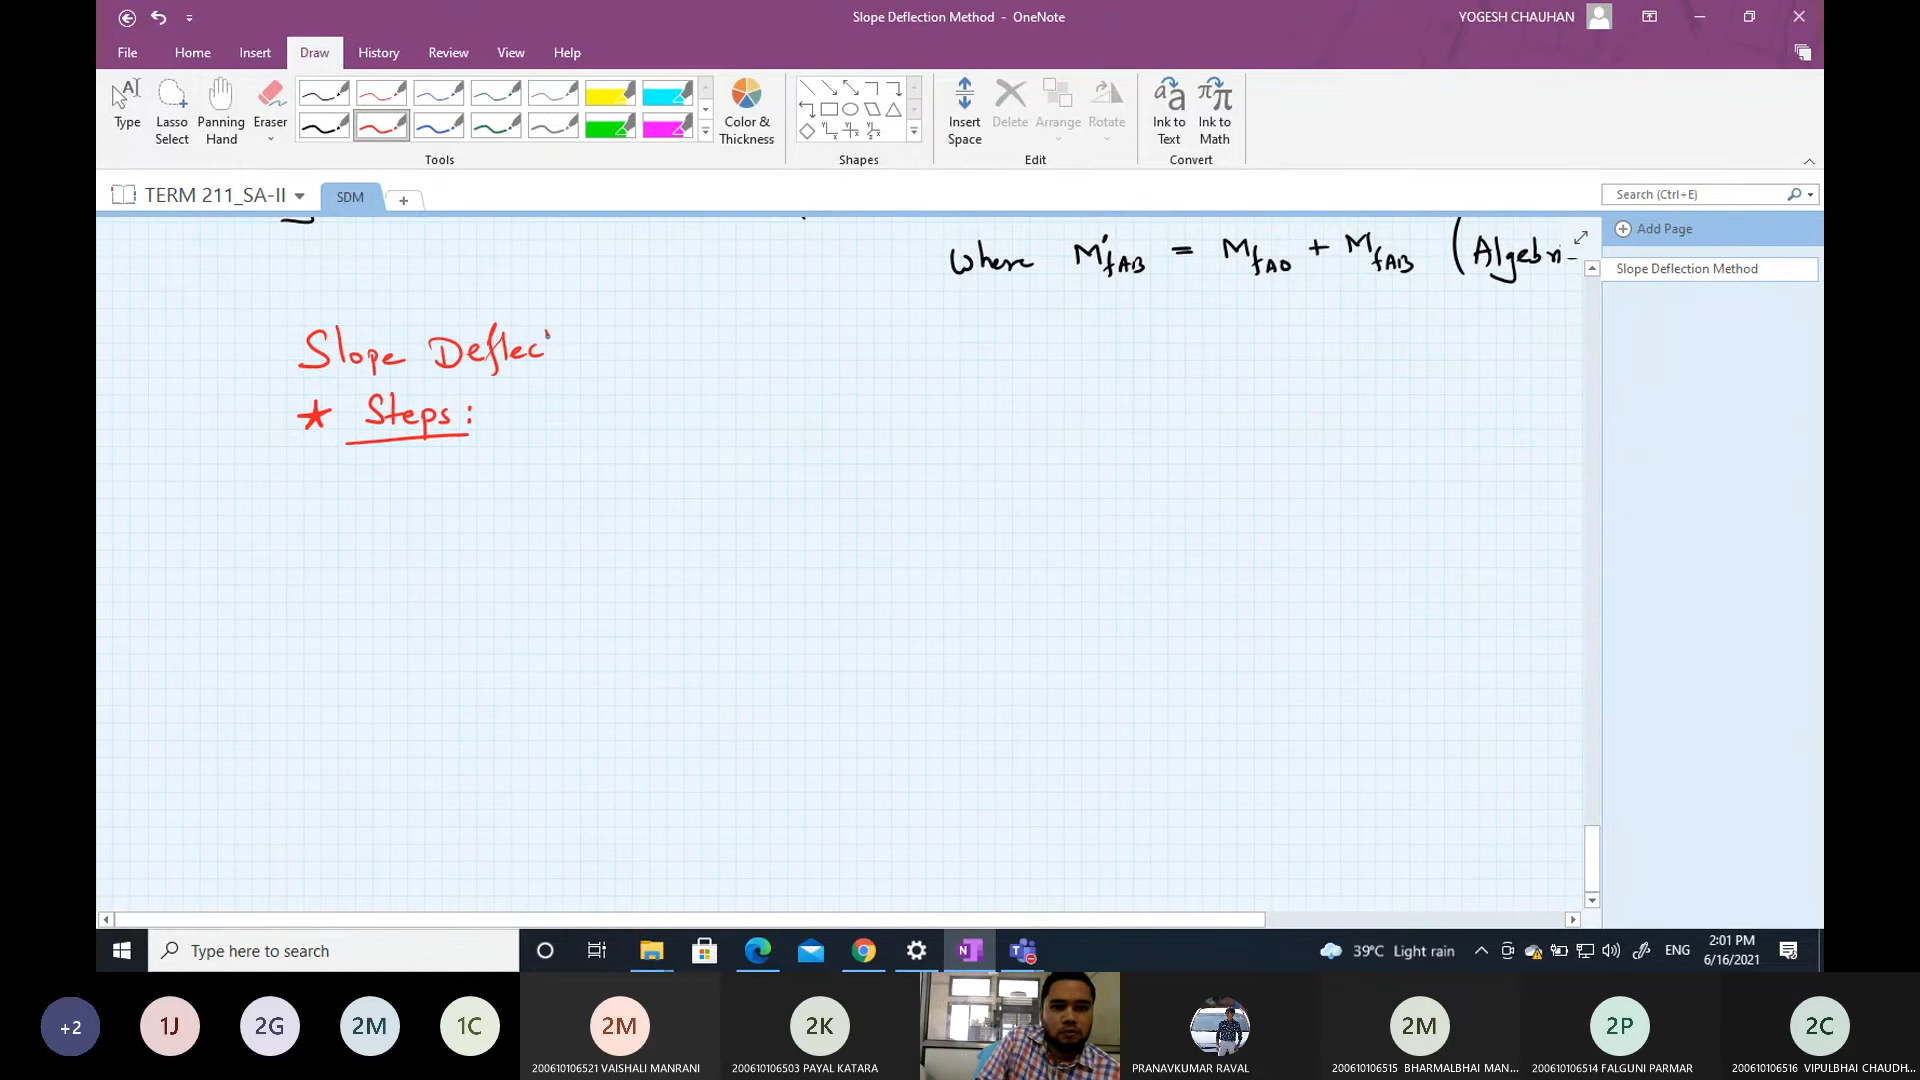 Slope Deflection Method - OneNote
YOGESH CHAUHAN
File Home Insert Draw History Review View Help
Type
Lasso Select
Panning Hand
Eraser
Color & Thickness
Insert Space
Delete
Arrange
Rotate
Ink to Text
Ink to Math
Tools Shapes Edit Convert
TERM 211_SA-II
SDM
Search (Ctrl+E)
Add Page
Slope Deflection Method
where M'fAB = MfAO + MfAB (Algebri
Slope Deflec
★ Steps:
Type here to search
39°C Light rain
ENG
2:01 PM
6/16/2021
+2 1J 2G 2M 1C 2M 2K 2M 2P 2C
200610106521 VAISHALI MANRANI
200610106503 PAYAL KATARA
PRANAVKUMAR RAVAL
200610106515 BHARMALBHAI MAN...
200610106514 FALGUNI PARMAR
200610106516 VIPULBHAI CHAUDH...